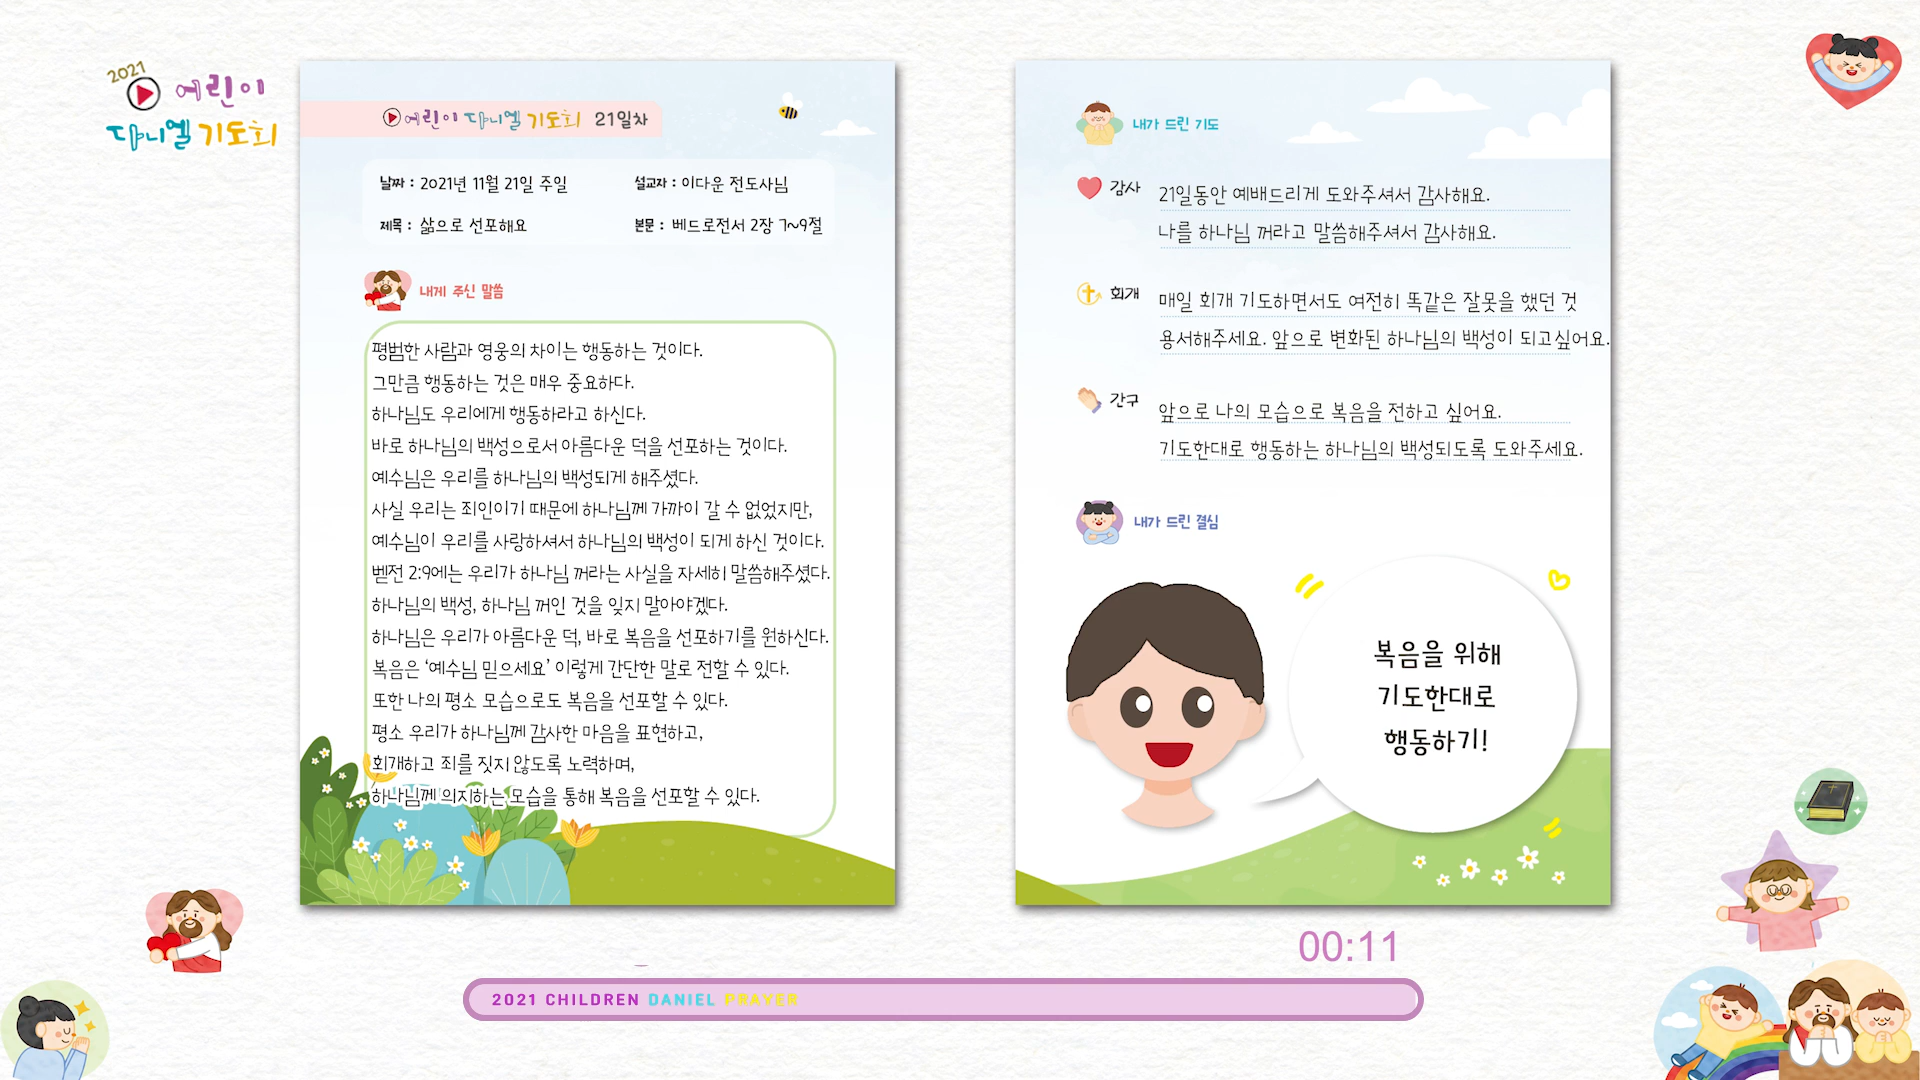 2021
어린이
다니엘 기도회
어린이 다니엘 기도회 21일차
날짜 : 2021년 11월 21일 주일
설교자 : 이다운 전도사님
제목 : 삶으로 선포해요
본문 : 베드로전서 2장 7~9절
내게 주신 말씀
평범한 사람과 영웅의 차이는 행동하는 것이다.
그만큼 행동하는 것은 매우 중요하다.
하나님도 우리에게 행동하라고 하신다.
바로 하나님의 백성으로서 아름다운 덕을 선포하는 것이다.
예수님은 우리를 하나님의 백성되게 해주셨다.
사실 우리는 죄인이기 때문에 하나님께 가까이 갈 수 없었지만,
예수님이 우리를 사랑하셔서 하나님의 백성이 되게 하신 것이다.
벧전 2:9에는 우리가 하나님 꺼라는 사실을 자세히 말씀해주셨다.
하나님의 백성, 하나님 꺼인 것을 잊지 말아야겠다.
하나님은 우리가 아름다운 덕, 바로 복음을 선포하기를 원하신다.
복음은 ‘예수님 믿으세요’ 이렇게 간단한 말로 전할 수 있다.
또한 나의 평소 모습으로도 복음을 선포할 수 있다.
평소 우리가 하나님께 감사한 마음을 표현하고,
회개하고 죄를 짓지 않도록 노력하며,
하나님께 의지하는 모습을 통해 복음을 선포할 수 있다.
내가 드린 기도
감사
21일동안 예배드리게 도와주셔서 감사해요.
나를 하나님 꺼라고 말씀해주셔서 감사해요.
회개
매일 회개 기도하면서도 여전히 똑같은 잘못을 했던 것
용서해주세요. 앞으로 변화된 하나님의 백성이 되고싶어요.
간구
앞으로 나의 모습으로 복음을 전하고 싶어요.
기도한대로 행동하는 하나님의 백성되도록 도와주세요.
내가 드린 결심
복음을 위해
기도한대로
행동하기!
00:11
2021 CHILDREN DANIEL PRAYER